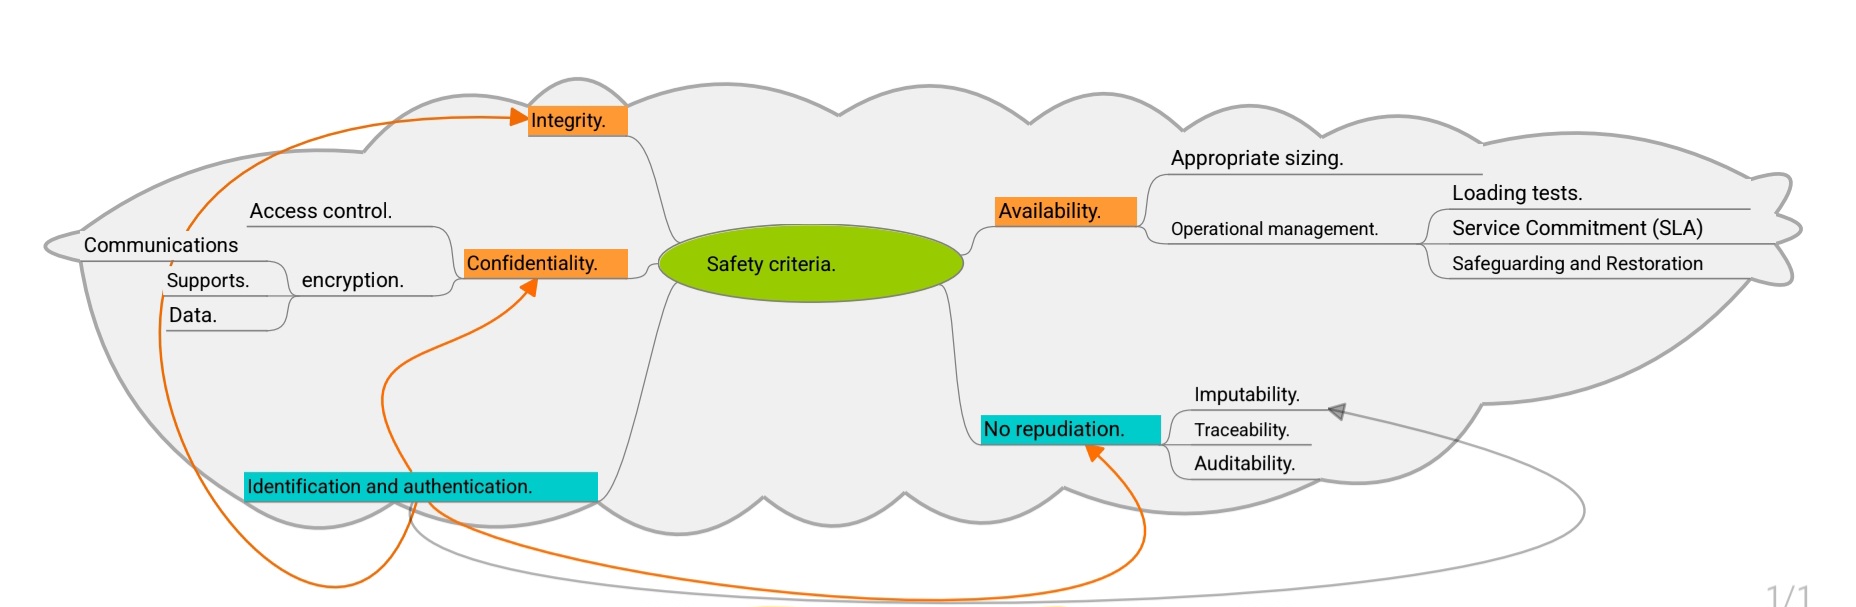 Integrity.
Access control.
Communications
Supports.
Data.
encryption.
Confidentiality.
Identification and authentication.
Safety criteria.
Availability.
Appropriate sizing.
Operational management.
Loading tests.
Service Commitment (SLA)
Safeguarding and Restoration
No repudiation.
Imputability.
Traceability.
Auditability.
1/1